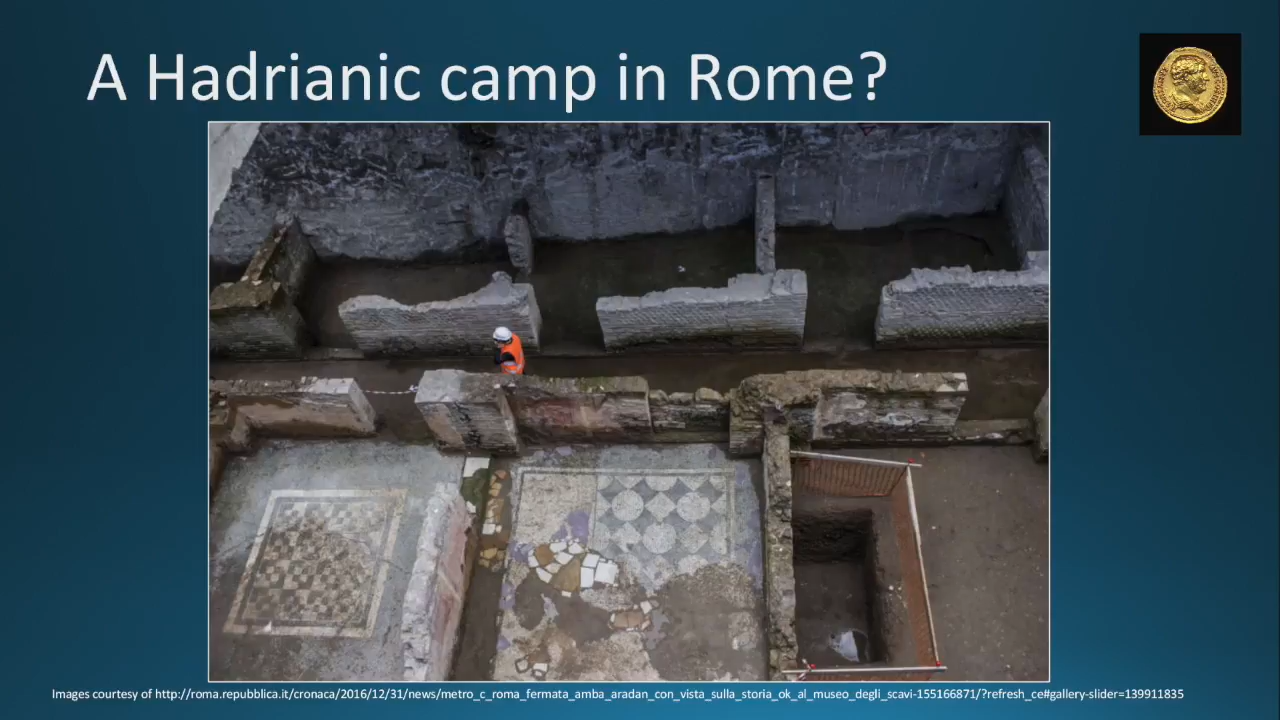 A Hadrianic camp in Rome?
Images courtesy of http://roma.repubblica.it/cronaca/2016/12/31/news/metro_c_roma_fermata_amba_aradan_con_vista_sulla_storia_ok_al_museo_degli_scavi-155166871/?refresh_ce#gallery-slider=139911835